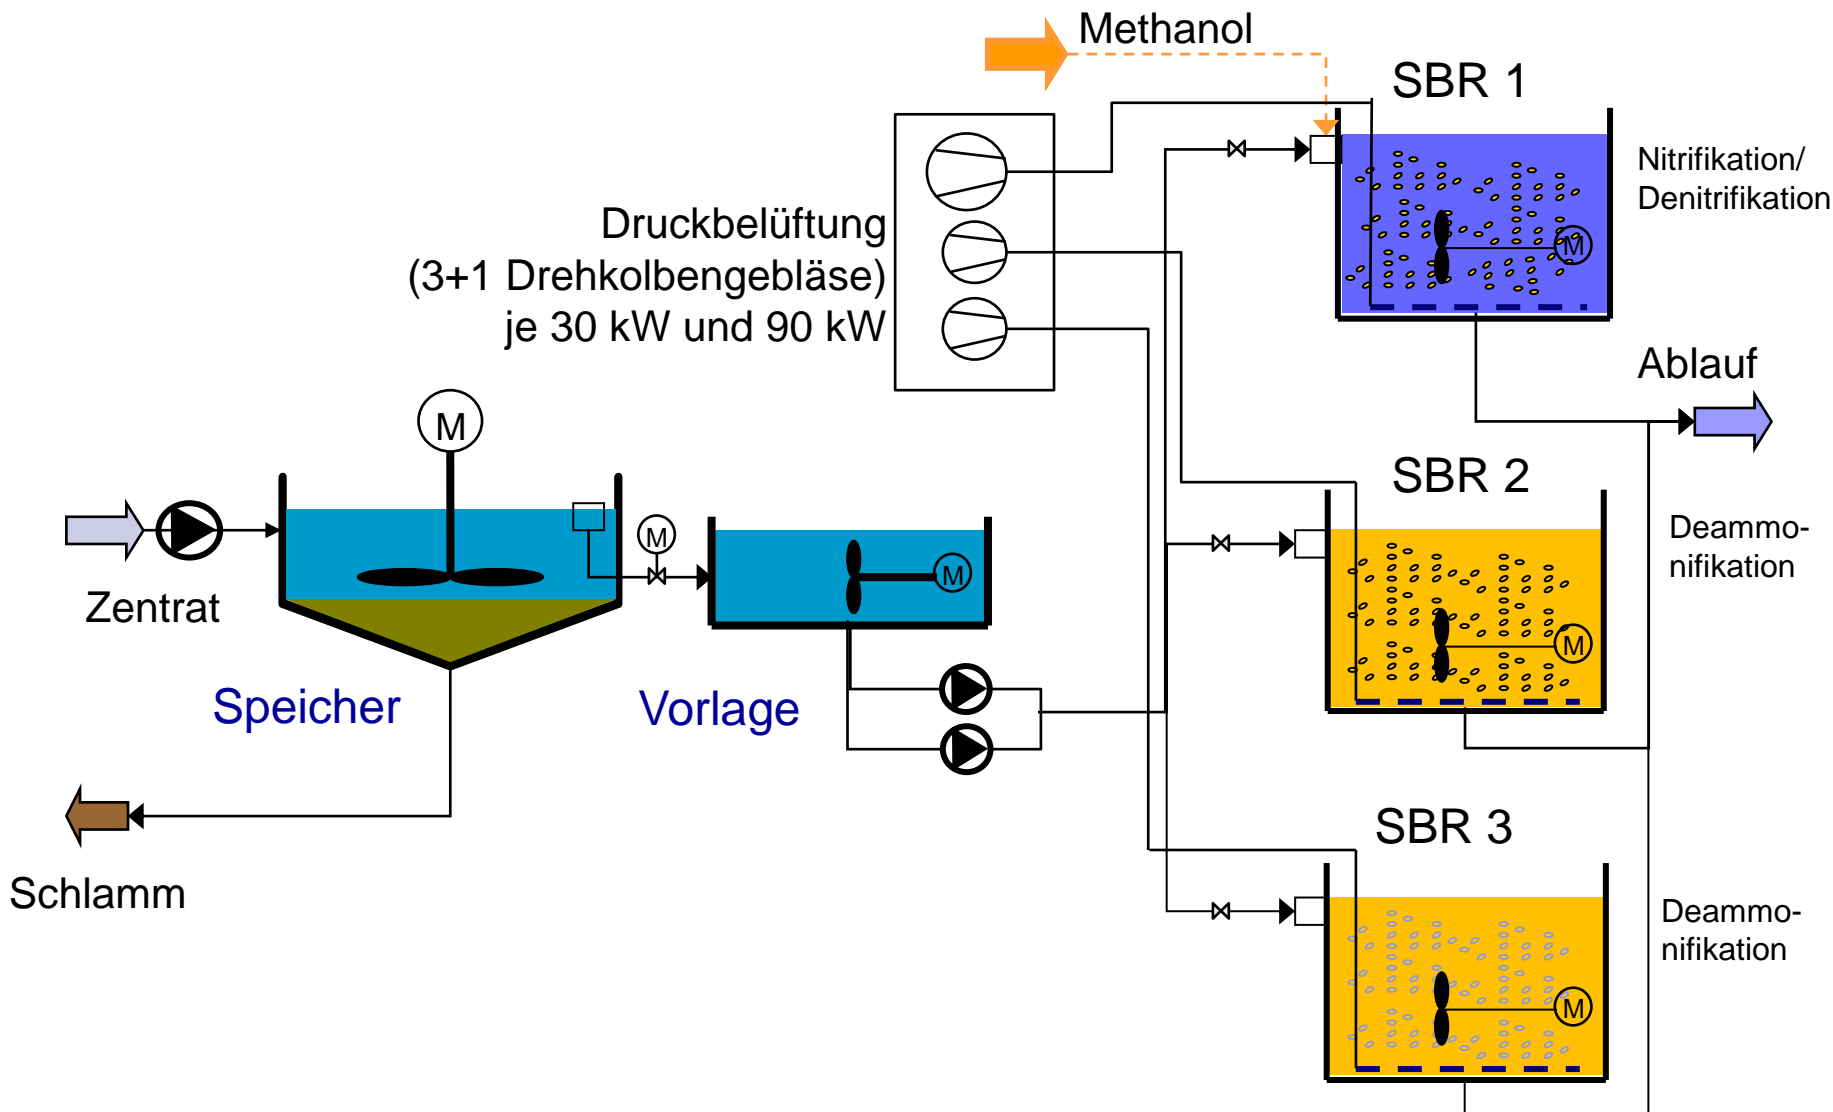 Methanol
SBR 1
Nitrifikation/
Denitrifikation
Druckbelüftung
(3+1 Drehkolbengebläse)
je 30 kW und 90 kW
M
Ablauf
M
SBR 2
Deammo-
nifikation
M
M
Zentrat
Speicher
Vorlage
M
SBR 3
Schlamm
Deammo-
nifikation
M